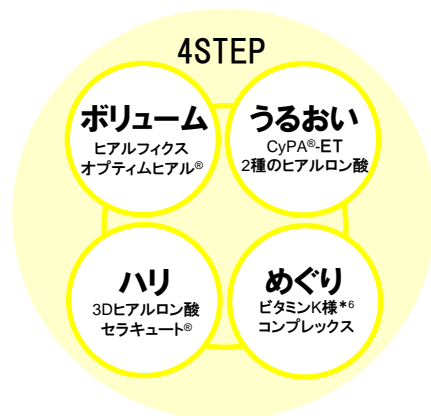 4STEP
ボリューム
ヒアルフィクス
オプティムヒアル®
うるおい
CyPA®-ET
2種のヒアルロン酸
ハリ
3Dヒアルロン酸
セラキュート®
めぐり
ビタミンK様*6
コンプレックス